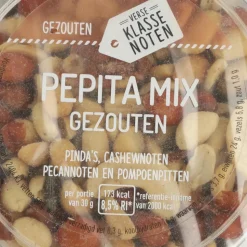 VERSE
KLASSE
NOTEN
GEZOUTEN
PEPITA MIX
GEZOUTEN
PINDA'S, CASHEWNOTEN
PECANNOTEN EN POMPOENPITTEN
per portie
van 30 g
173 kcal
8,5% RI*
*referentie-inname
van 2000 kcal